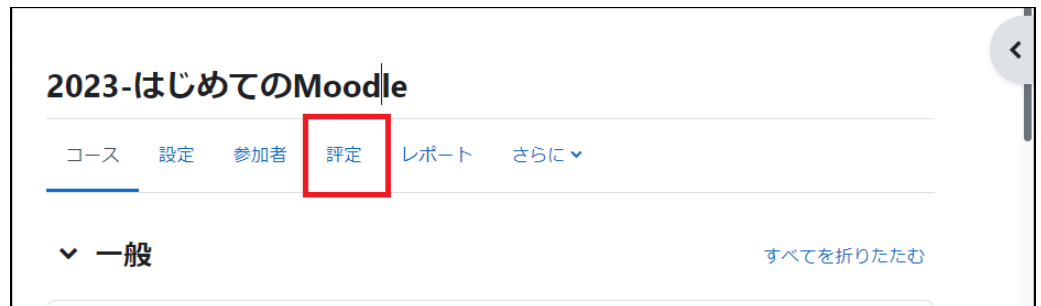 2023-はじめてのMoodle
コース 設定 参加者 評定 レポート さらに
一般 すべてを折りたたむ